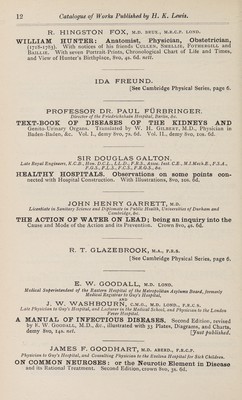 12 Catalogue of Works Published by H. K. Lewis.
R. HINGSTON FOX, M.D. BRUX., M.R.C.P. LOND.
WILLIAM HUNTER: Anatomist, Physician, Obstetrician,
(1718-1783). With notices of his friends CULLEN, SMELLIE, FOTHERGILL and
BAILLIE. With seven Portrait Prints, Chronological Chart of Life and Times,
and View of Hunter's Birthplace, 8vo, 4s. 6d. nett.
IDA FREUND.
[See Cambridge Physical Series, page 6.
PROFESSOR DR. PAUL FÜRBRINGER.
Director of the Friedrichshain Hospital, Berlin, &c.
TEXT-BOOK OF DISEASES OF THE KIDNEYS AND
Genito-Urinary Organs. Translated by W. H. GILBERT, M.D., Physician in
Baden-Baden, &c. Vol. I., demy 8vo, 7s. 6d. Vol. II., demy 8vo, 10s. 6d.
SIR DOUGLAS GALTON.
Late Royal Engineers, K.C.B., Hon. D.C.L., LL.D., F.R.S., Assoc. Inst. C.E., M.I.Mech.E., F.S.A.,
F.G.S., F.L.S., F.C.S., F.R.G.S., &c.
HEALTHY HOSPITALS. Observations on some points con-
nected with Hospital Construction. With Illustrations, 8vo, 10s. 6d.
JOHN HENRY GARRETT, M.D.
Licentiate in Sanitary Science and Diplomate in Public Health, Universities of Durham and
Cambridge, &c.
THE ACTION OF WATER ON LEAD; being an inquiry into the
Cause and Mode of the Action and its Prevention. Crown 8vo, 4s. 6d.
R. T. GLAZEBROOK, M.A., F.R.S.
[See Cambridge Physical Series, page 6.
E. W. GOODALL, M.D. LOND.
Medical Superintendent of the Eastern Hospital of the Metropolitan Asylums Board, formerly
Medical Registrar to Guy's Hospital,
AND
J. W. WASHBOURN, C.M.G., M.D. LOND., F.R.C.P.
Late Physician to Guy's Hospital, and Lecturer in the Medical School, and Physician to the London
Fever Hospital.
A MANUAL OF INFECTIOUS DISEASES. Second Edition, revised
by E. W. GOODALL, M.D., &c., illustrated with 33 Plates, Diagrams, and Charts,
demy 8vo, 14s. net. [Just published.
JAMES F. GOODHART, M.D. ABERD., F.R.C.P.
Physician to Guy's Hospital, and Consulting Physician to the Evelina Hospital for Sick Children.
ON COMMON NEUROSES: or the Neurotic Element in Disease
and its Rational Treatment. Second Edition, crown 8vo, 3s. 6d.